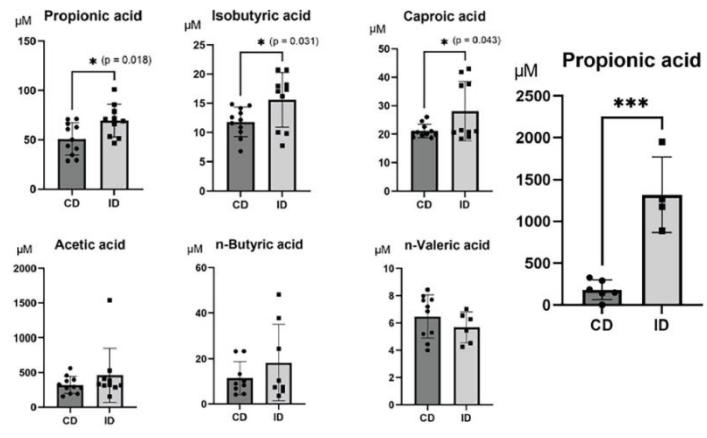 Propionic acid
µM
150
100
50
0
* (p = 0.018)
CD ID
Isobutyric acid
µM
25
20
15
10
5
0
* (p = 0.031)
CD ID
Caproic acid
µM
60
50
40
30
20
10
0
* (p = 0.043)
CD ID
Propionic acid
µM
2500
2000
1500
1000
500
0
***
CD ID
Acetic acid
µM
2000
1500
1000
500
0
CD ID
n-Butyric acid
µM
60
40
20
0
CD ID
n-Valeric acid
µM
10
8
6
4
2
0
CD ID